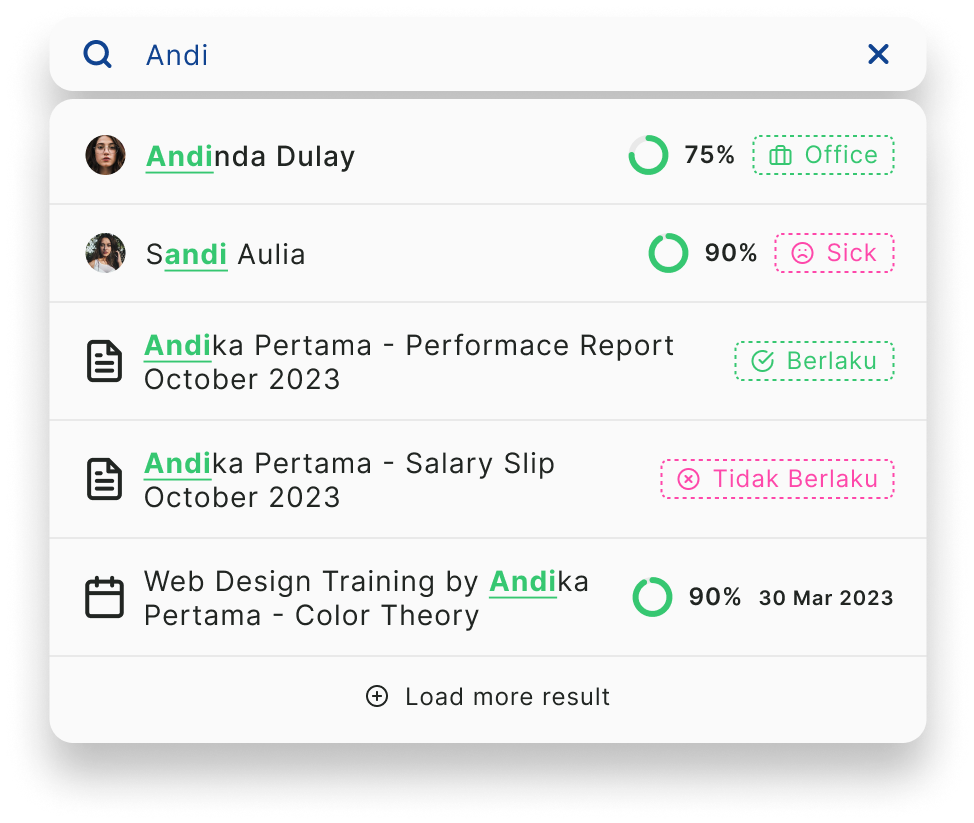 Andi
Andinda Dulay 75% Office
Sandi Aulia 90% Sick
Andika Pertama - Performace Report
October 2023
Berlaku
Andika Pertama - Salary Slip
October 2023
Tidak Berlaku
Web Design Training by Andika
Pertama - Color Theory
90% 30 Mar 2023
Load more result